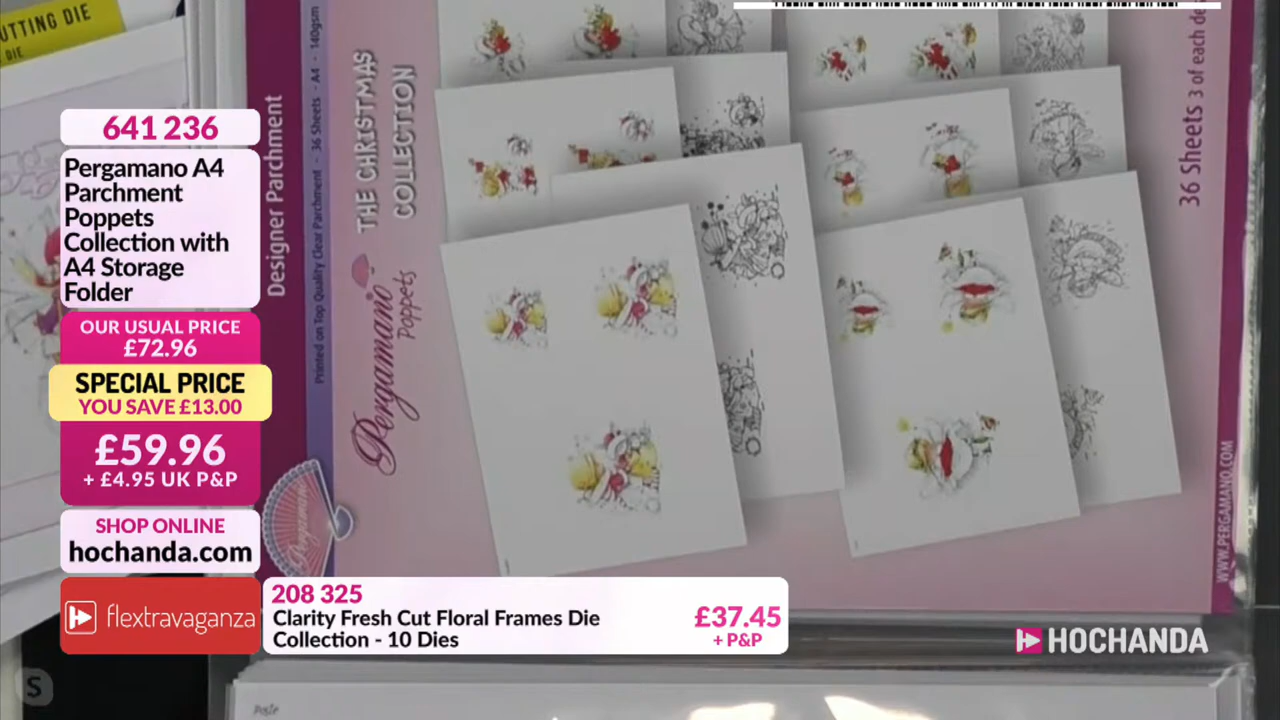 UTTING DIE
DIE
641 236
Pergamano A4
Parchment
Poppets
Collection with
A4 Storage
Folder
OUR USUAL PRICE
£72.96
SPECIAL PRICE
YOU SAVE £13.00
£59.96
+ £4.95 UK P&P
SHOP ONLINE
hochanda.com
flextravaganza
208 325
Clarity Fresh Cut Floral Frames Die
Collection - 10 Dies
£37.45
+ P&P
HOCHANDA
Designer Parchment
Printed on Top Quality Clear Parchment - 36 Sheets - A4 - 140gsm
THE CHRISTMAS
COLLECTION
Pergamano
Poppets
Pergamano
36 Sheets 3 of each de
WWW.PERGAMANO.COM
S